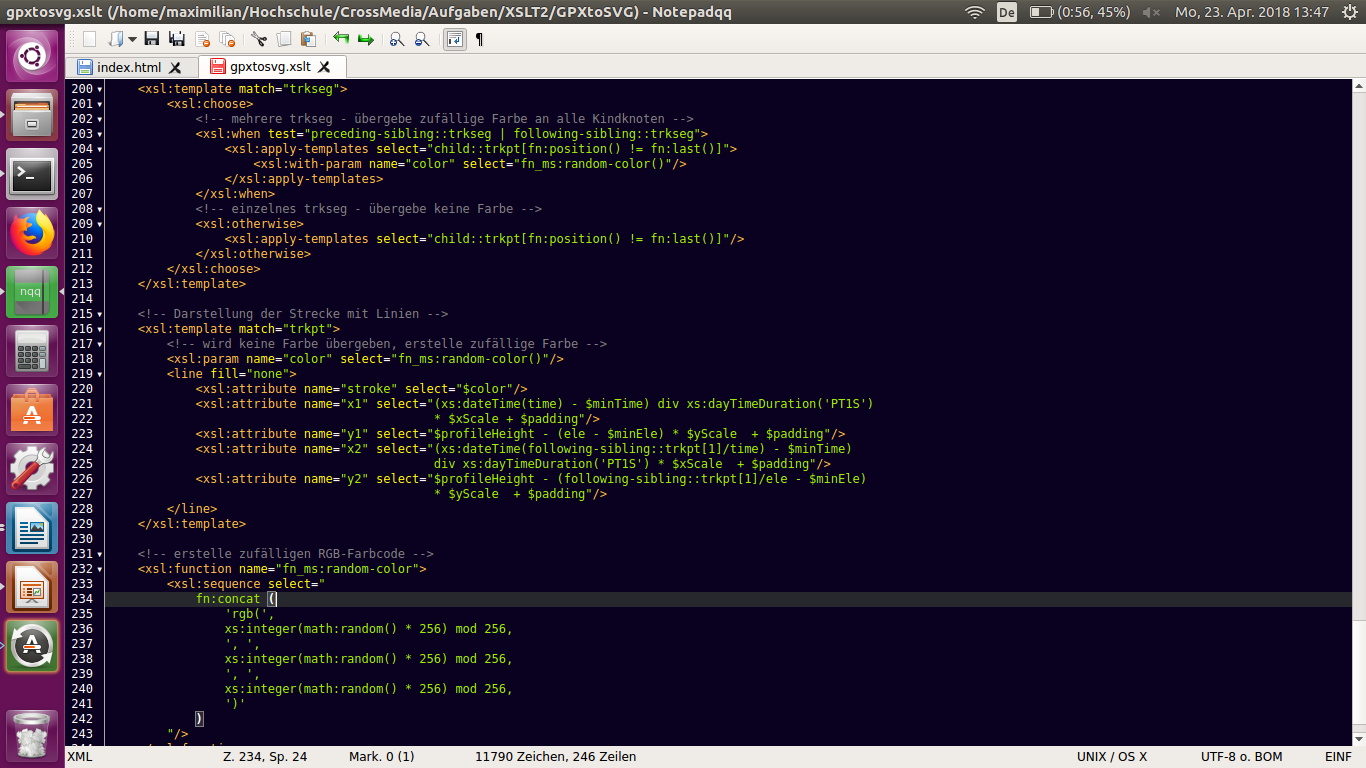 gpxtosvg.xslt (/home/maximilian/Hochschule/CrossMedia/Aufgaben/XSLT2/GPXtoSVG) - Notepadqq De (0:56, 45%) Mo, 23. Apr. 2018 13:47
index.html gpxtosvg.xslt
nqq
200 <xsl:template match="trkseg">
201 <xsl:choose>
202 <!-- mehrere trkseg - übergebe zufällige Farbe an alle Kindknoten -->
203 <xsl:when test="preceding-sibling::trkseg | following-sibling::trkseg">
204 <xsl:apply-templates select="child::trkpt[fn:position() != fn:last()]">
205 <xsl:with-param name="color" select="fn_ms:random-color()"/>
206 </xsl:apply-templates>
207 </xsl:when>
208 <!-- einzelnes trkseg - übergebe keine Farbe -->
209 <xsl:otherwise>
210 <xsl:apply-templates select="child::trkpt[fn:position() != fn:last()]"/>
211 </xsl:otherwise>
212 </xsl:choose>
213 </xsl:template>
214
215 <!-- Darstellung der Strecke mit Linien -->
216 <xsl:template match="trkpt">
217 <!-- wird keine Farbe übergeben, erstelle zufällige Farbe -->
218 <xsl:param name="color" select="fn_ms:random-color()"/>
219 <line fill="none">
220 <xsl:attribute name="stroke" select="$color"/>
221 <xsl:attribute name="x1" select="(xs:dateTime(time) - $minTime) div xs:dayTimeDuration('PT1S')
222 * $xScale + $padding"/>
223 <xsl:attribute name="y1" select="$profileHeight - (ele - $minEle) * $yScale  + $padding"/>
224 <xsl:attribute name="x2" select="(xs:dateTime(following-sibling::trkpt[1]/time) - $minTime)
225 div xs:dayTimeDuration('PT1S') * $xScale  + $padding"/>
226 <xsl:attribute name="y2" select="$profileHeight - (following-sibling::trkpt[1]/ele - $minEle)
227 * $yScale  + $padding"/>
228 </line>
229 </xsl:template>
230
231 <!-- erstelle zufälligen RGB-Farbcode -->
232 <xsl:function name="fn_ms:random-color">
233 <xsl:sequence select="
234 fn:concat (
235 'rgb(',
236 xs:integer(math:random() * 256) mod 256,
237 ', ',
238 xs:integer(math:random() * 256) mod 256,
239 ', ',
240 xs:integer(math:random() * 256) mod 256,
241 ')'
242 )
243 "/>
XML Z. 234, Sp. 24 Mark. 0 (1) 11790 Zeichen, 246 Zeilen UNIX / OS X UTF-8 o. BOM EINF